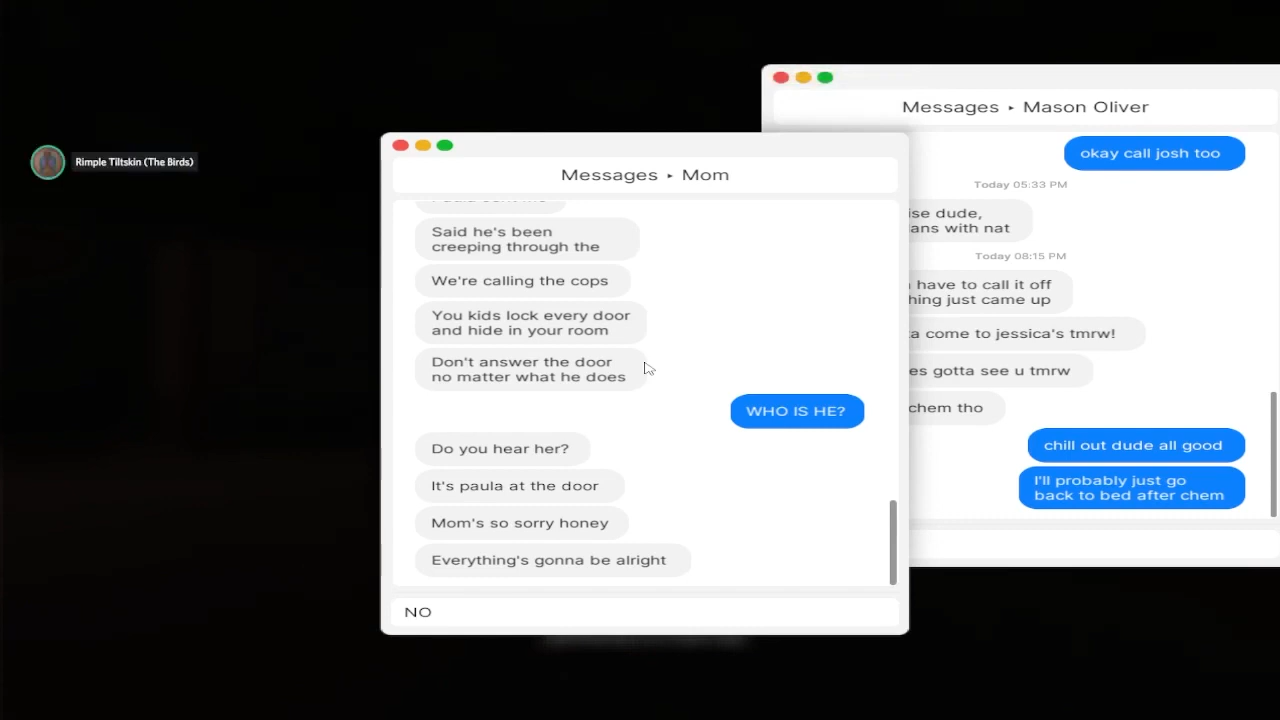 Rimple Tiltskin (The Birds)
Messages ▸ Mom
Said he's been
creeping through the
We're calling the cops
You kids lock every door
and hide in your room
Don't answer the door
no matter what he does
WHO IS HE?
Do you hear her?
It's paula at the door
Mom's so sorry honey
Everything's gonna be alright
NO
Messages ▸ Mason Oliver
okay call josh too
Today 05:33 PM
dude,
with nat
Today 08:15 PM
have to call it off
just came up
come to jessica's tmrw!
gotta see u tmrw
chem tho
chill out dude all good
I'll probably just go
back to bed after chem